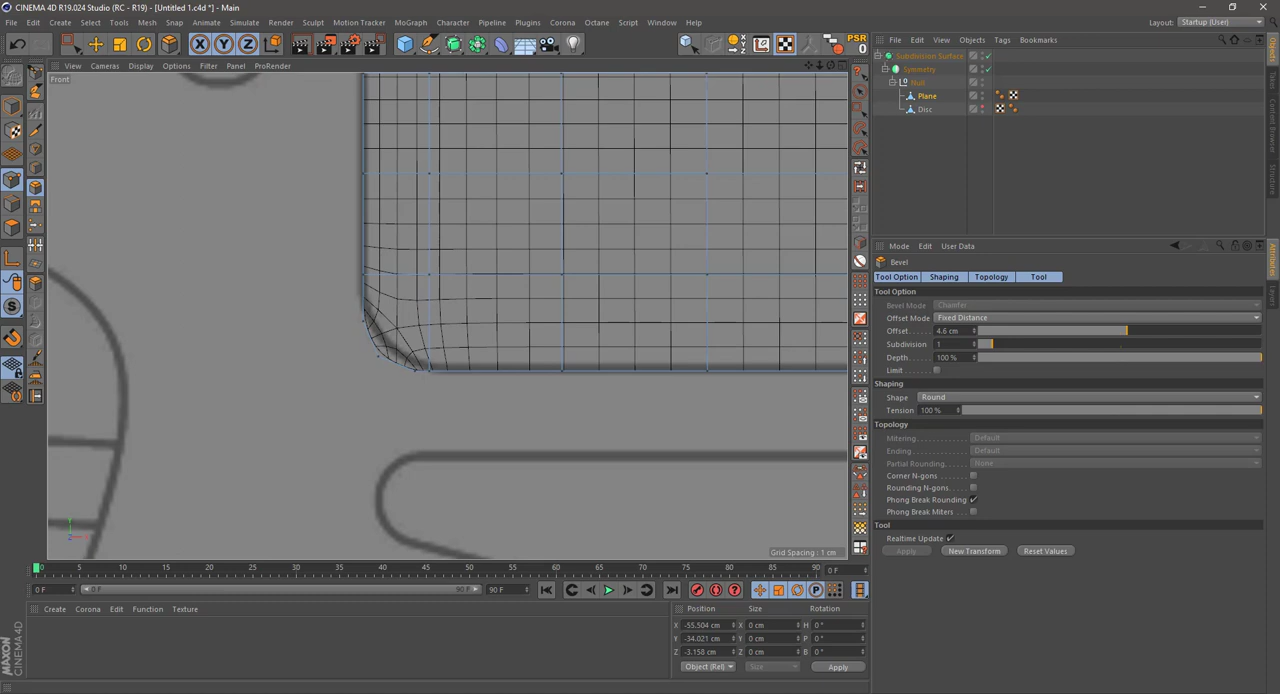 CINEMA 4D R19.024 Studio (RC - R19) - [Untitled 1.c4d *] - Main
File Edit Create Select Tools Mesh Snap Animate Simulate Render Sculpt Motion Tracker MoGraph Character Pipeline Plugins Corona Octane Script Window Help Layout: Startup (User)
X Y Z PSR 0
File Edit View Objects Tags Bookmarks
Subdivision Surface
Symmetry
Null
Plane
Disc
View Cameras Display Options Filter Panel ProRender
Front
Mode Edit User Data
Bevel
Tool Option Shaping Topology Tool
Tool Option
Bevel Mode Chamfer
Offset Mode Fixed Distance
Offset 4.6 cm
Subdivision 1
Depth 100 %
Limit
Shaping
Shape Round
Tension 100 %
Topology
Mitering Default
Ending Default
Partial Rounding None
Corner N-gons
Rounding N-gons
Phong Break Rounding
Phong Break Miters
Tool
Realtime Update
Apply New Transform Reset Values
Objects
Content Browser
Structure
Attributes
Layers
Y
Z
Grid Spacing : 1 cm
0 5 10 15 20 25 30 35 40 45 50 55 60 65 70 75 80 85 90 0 F
0 F 0 F 90 F 90 F
Create Corona Edit Function Texture
Position Size Rotation
X -55.504 cm X 0 cm H 0 °
Y -34.021 cm Y 0 cm P 0 °
Z -3.158 cm Z 0 cm B 0 °
Object (Rel) Size Apply
MAXON
CINEMA 4D